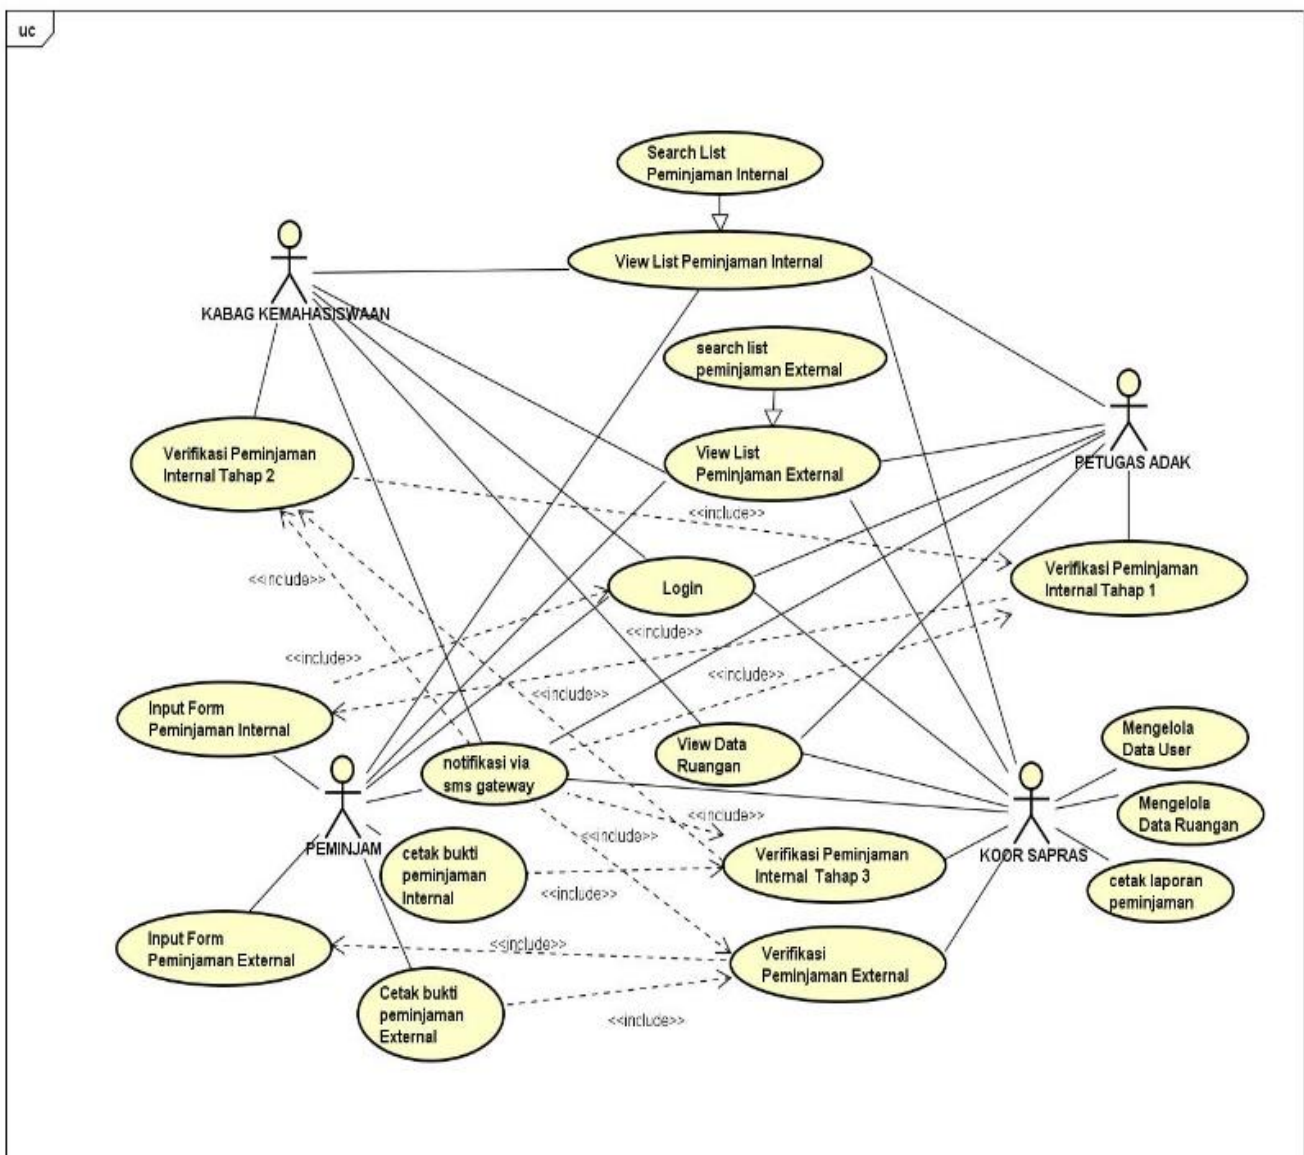 uc
Search List
Peminjaman Internal
View List Peminjaman Internal
KABAG KEMAHASISWAAN
search list
peminjaman External
View List
Peminjaman External
PETUGAS ADAK
Verifikasi Peminjaman
Internal Tahap 2
<<include>>
<<include>>
Login
Verifikasi Peminjaman
Internal Tahap 1
<<include>>
<<include>>
<<include>>
<<include>>
Input Form
Peminjaman Internal
notifikasi via
sms gateway
View Data
Ruangan
Mengelola
Data User
Mengelola
Data Ruangan
PEMINJAM
<<include>>
cetak bukti
peminjaman
Internal
Verifikasi Peminjaman
Internal Tahap 3
KOOR SAPRAS
cetak laporan
peminjaman
<<include>>
Input Form
Peminjaman External
<<include>>
Verifikasi
Peminjaman External
Cetak bukti
peminjaman
External
<<include>>